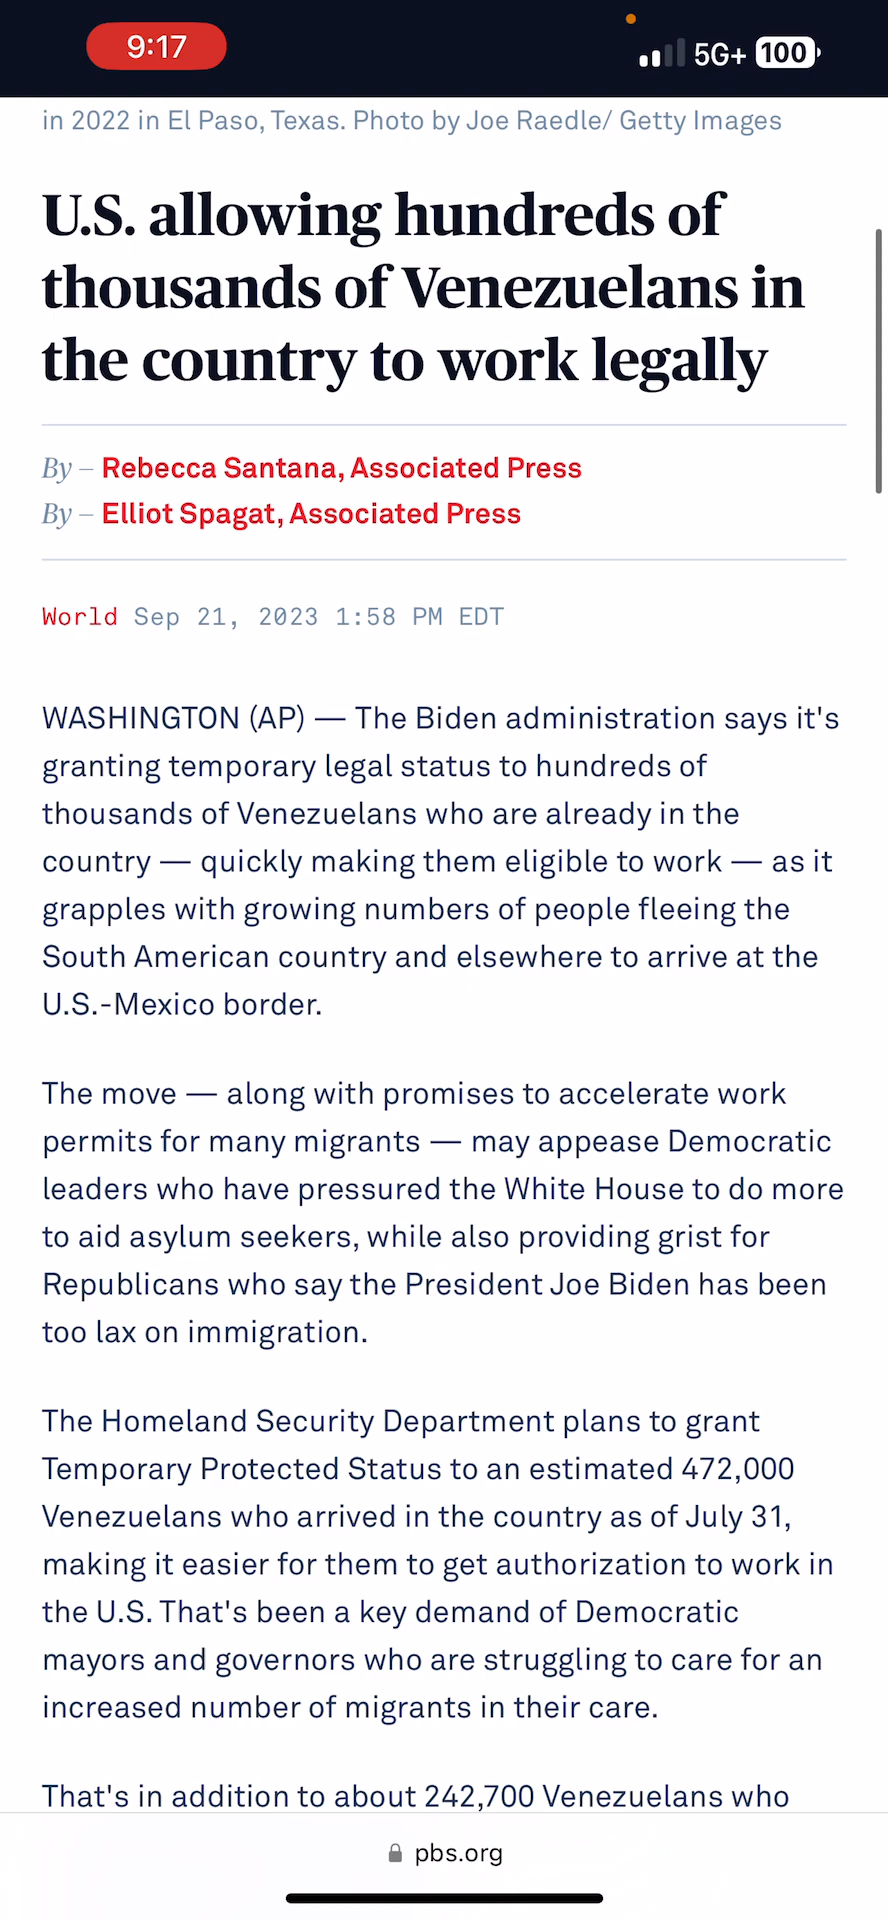 9:17
5G+ 100
in 2022 in El Paso, Texas. Photo by Joe Raedle/ Getty Images
U.S. allowing hundreds of
thousands of Venezuelans in
the country to work legally
By – Rebecca Santana, Associated Press
By – Elliot Spagat, Associated Press
World Sep 21, 2023 1:58 PM EDT
WASHINGTON (AP) — The Biden administration says it's
granting temporary legal status to hundreds of
thousands of Venezuelans who are already in the
country — quickly making them eligible to work — as it
grapples with growing numbers of people fleeing the
South American country and elsewhere to arrive at the
U.S.-Mexico border.
The move — along with promises to accelerate work
permits for many migrants — may appease Democratic
leaders who have pressured the White House to do more
to aid asylum seekers, while also providing grist for
Republicans who say the President Joe Biden has been
too lax on immigration.
The Homeland Security Department plans to grant
Temporary Protected Status to an estimated 472,000
Venezuelans who arrived in the country as of July 31,
making it easier for them to get authorization to work in
the U.S. That's been a key demand of Democratic
mayors and governors who are struggling to care for an
increased number of migrants in their care.
That's in addition to about 242,700 Venezuelans who
pbs.org